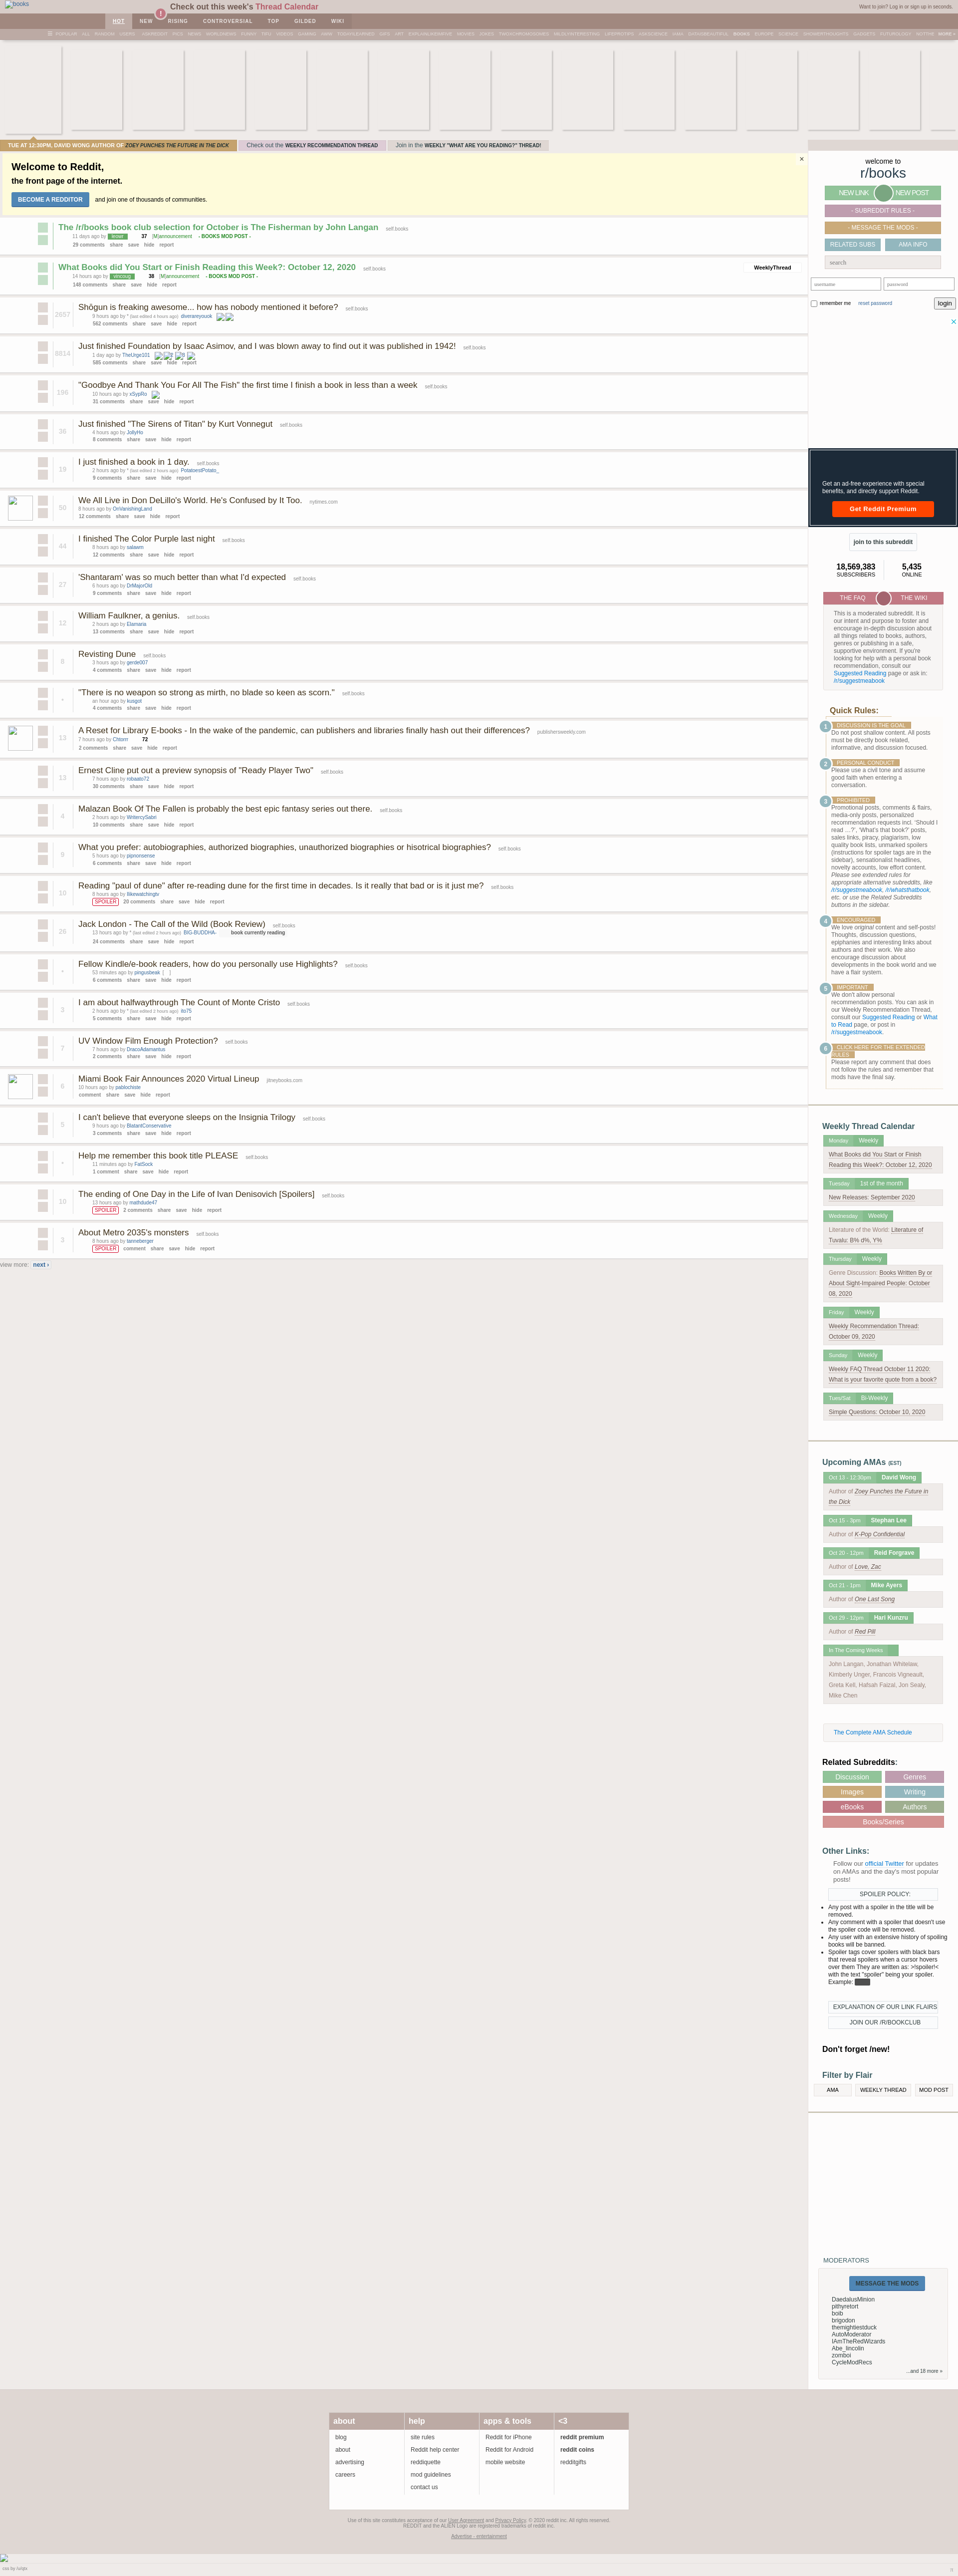 books
Check out this week's Thread Calendar
Want to join? Log in or sign up in seconds.
HOT NEW RISING CONTROVERSIAL TOP GILDED WIKI
TUE AT 12:30PM, DAVID WONG AUTHOR OF ZOEY PUNCHES THE FUTURE IN THE DICK
Check out the WEEKLY RECOMMENDATION THREAD
Join in the WEEKLY "WHAT ARE YOU READING?" THREAD!
Welcome to Reddit,
the front page of the internet.
BECOME A REDDITOR and join one of thousands of communities.
×
The /r/books book club selection for October is The Fisherman by John Langan self.books
11 days ago by 37 [M]announcement - BOOKS MOD POST -
29 comments share save hide report
What Books did You Start or Finish Reading this Week?: October 12, 2020 self.books
WeeklyThread
14 hours ago by 38 [M]announcement - BOOKS MOD POST -
148 comments share save hide report
2657
Shōgun is freaking awesome... how has nobody mentioned it before? self.books
9 hours ago by * (last edited 4 hours ago)
562 comments share save hide report
8614
Just finished Foundation by Isaac Asimov, and I was blown away to find out it was published in 1942! self.books
1 day ago by TheUrge101
585 comments share save hide report
196
"Goodbye And Thank You For All The Fish" the first time I finish a book in less than a week self.books
10 hours ago by xSypRo
31 comments share save hide report
36
Just finished "The Sirens of Titan" by Kurt Vonnegut self.books
4 hours ago by JollyHo
8 comments share save hide report
19
I just finished a book in 1 day. self.books
2 hours ago by * (last edited 2 hours ago) PotatoestPotato_
9 comments share save hide report
50
We All Live in Don DeLillo's World. He's Confused by It Too. nytimes.com
8 hours ago by OnVanishingLand
12 comments share save hide report
44
I finished The Color Purple last night self.books
8 hours ago by salawm
12 comments share save hide report
27
'Shantaram' was so much better than what I'd expected self.books
6 hours ago by DrMajorOld
9 comments share save hide report
12
William Faulkner, a genius. self.books
2 hours ago by Elamaria
13 comments share save hide report
8
Revisting Dune self.books
3 hours ago by gerde007
4 comments share save hide report
•
"There is no weapon so strong as mirth, no blade so keen as scorn." self.books
an hour ago by kusgot
4 comments share save hide report
13
A Reset for Library E-books - In wake of the pandemic, can publishers and libraries finally hash out their differences? publishersweekly.com
7 hours ago by Chtorrr 72
2 comments share save hide report
13
Ernest Cline put out a preview synopsis of "Ready Player Two" self.books
7 hours ago by robaato72
30 comments share save hide report
4
Malazan Book Of The Fallen is probably the best epic fantasy series out there. self.books
2 hours ago by WritercySabri
10 comments share save hide report
9
What you prefer: autobiographies, authorized biographies, unauthorized biographies or hisotrical biographies? self.books
5 hours ago by pipnonsense
6 comments share save hide report
10
Reading "paul of dune" after re-reading dune for the first time in decades. Is it really that bad or is it just me? self.books
8 hours ago by Ilikewatchingtv
SPOILER 20 comments share save hide report
26
Jack London - The Call of the Wild (Book Review) self.books
13 hours ago by * (last edited 2 hours ago) BIG-BUDDHA- book currently reading
24 comments share save hide report
•
Fellow Kindle/e-book readers, how do you personally use Highlights? self.books
53 minutes ago by pinguxbeak
6 comments share save hide report
3
I am about halfwaythrough The Count of Monte Cristo self.books
2 hours ago by * (last edited 2 hours ago) ito75
5 comments share save hide report
7
UV Window Film Enough Protection? self.books
7 hours ago by DracoAdamantus
2 comments share save hide report
6
Miami Book Fair Announces 2020 Virtual Lineup jitneybooks.com
10 hours ago by pablochiste
comment share save hide report
5
I can't believe that everyone sleeps on the Insignia Trilogy self.books
9 hours ago by BlatantConservative
3 comments share save hide report
•
Help me remember this book title PLEASE self.books
11 minutes ago by FatSock
1 comment share save hide report
10
The ending of One Day in the Life of Ivan Denisovich [Spoilers] self.books
13 hours ago by mathdude47
SPOILER 2 comments share save hide report
3
About Metro 2035's monsters self.books
8 hours ago by tanneberger
SPOILER comment share save hide report
view more: next ›
welcome to
r/books
NEW LINK NEW POST
- SUBREDDIT RULES -
- MESSAGE THE MODS -
RELATED SUBS AMA INFO
search
username password
remember me reset password login
Get an ad-free experience with special
benefits, and directly support Reddit.
Get Reddit Premium
join to this subreddit
18,569,383 5,435
SUBSCRIBERS ONLINE
THE FAQ THE WIKI
This is a moderated subreddit. It is
our intent and purpose to foster and
encourage in-depth discussion about
all things related to books, authors,
genres or publishing in a safe,
supportive environment. If you're
looking for help with a personal book
recommendation, consult our
Suggested Reading page or ask in:
/r/suggestmeabook
Quick Rules:
1 DISCUSSION IS THE GOAL
Do not post shallow content. All posts
must be directly book related,
informative, and discussion focused.
2 PERSONAL CONDUCT
Please use a civil tone and assume
good faith when entering a
conversation.
3 PROHIBITED
Promotional posts, comments & flairs,
media-only posts, personalized
recommendation requests incl. 'Should I
read …?', 'What's that book?' posts,
sales links, piracy, plagiarism, low
quality book lists, unmarked spoilers
(instructions for spoiler tags are in the
sidebar), sensationalist headlines,
novelty accounts, low effort content.
Please see extended rules for
appropriate alternative subreddits, like
/r/suggestmeabook, /r/whatsthatbook,
etc. or use the Related Subreddits
buttons in the sidebar.
4 ENCOURAGED
We love original content and self-posts!
Thoughts, discussion questions,
epiphanies and interesting links about
authors and their work. We also
encourage discussion about
developments in the book world and we
have a flair system.
5 IMPORTANT
We don't allow personal
recommendation posts. You can ask in
our Weekly Recommendation Thread,
consult our Suggested Reading or What
to Read page, or post in
/r/suggestmeabook.
6 CLICK HERE FOR THE EXTENDED
RULES
Please report any comment that does
not follow the rules and remember that
mods have the final say.
Weekly Thread Calendar
Monday Weekly
What Books did You Start or Finish
Reading this Week?: October 12, 2020
Tuesday 1st of the month
New Releases: September 2020
Wednesday Weekly
Literature of the World: Literature of
Tuvalu: B% d%, Y%
Thursday Weekly
Genre Discussion: Books Written By or
About Sight-Impaired People: October
08, 2020
Friday Weekly
Weekly Recommendation Thread:
October 09, 2020
Sunday Weekly
Weekly FAQ Thread October 11 2020:
What is your favorite quote from a book?
Tues/Sat Bi-Weekly
Simple Questions: October 10, 2020
Upcoming AMAs (EST)
Oct 13 - 12:30pm David Wong
Author of Zoey Punches the Future in
the Dick
Oct 15 - 3pm Stephan Lee
Author of K-Pop Confidential
Oct 20 - 12pm Reid Forgrave
Author of Love, Zac
Oct 21 - 1pm Mike Ayers
Author of One Last Song
Oct 29 - 12pm Hari Kunzru
Author of Red Pill
In The Coming Weeks
John Langan, Jonathan Whitelaw,
Kimberly Unger, Francois Vigneault,
Greta Kell, Hafsah Faizal, Jon Sealy,
Mike Chen
The Complete AMA Schedule
Related Subreddits:
Discussion Genres
Images Writing
eBooks Authors
Books/Series
Other Links:
Follow our official Twitter for updates
on AMAs and the day's most popular
posts!
SPOILER POLICY:
Any post with a spoiler in the title will be
removed.
Any comment with a spoiler that doesn't use
the spoiler code will be removed.
Any user with an extensive history of spoiling
books will be banned.
Spoiler tags cover spoilers with black bars
that reveal spoilers when a cursor hovers
over them They are written as: >!spoiler!<
with the text "spoiler" being your spoiler.
Example:
EXPLANATION OF OUR LINK FLAIRS
JOIN OUR /R/BOOKCLUB
Don't forget /new!
Filter by Flair
AMA WEEKLY THREAD MOD POST
MODERATORS
MESSAGE THE MODS
DaedalusMinion
pithyretort
boib
brigodon
themightiestduck
AutoModerator
IAmTheRedWizards
Abe_lincolin
zomboi
CycleModRecs
...and 18 more »
about help apps & tools <3
blog site rules Reddit for iPhone reddit premium
about Reddit help center Reddit for Android reddit coins
advertising reddiquette mobile website redditgifts
careers mod guidelines
contact us
Use of this site constitutes acceptance of our User Agreement and Privacy Policy. © 2020 reddit inc. All rights reserved.
REDDIT and the ALIEN Logo are registered trademarks of reddit inc.
Advertise - entertainment